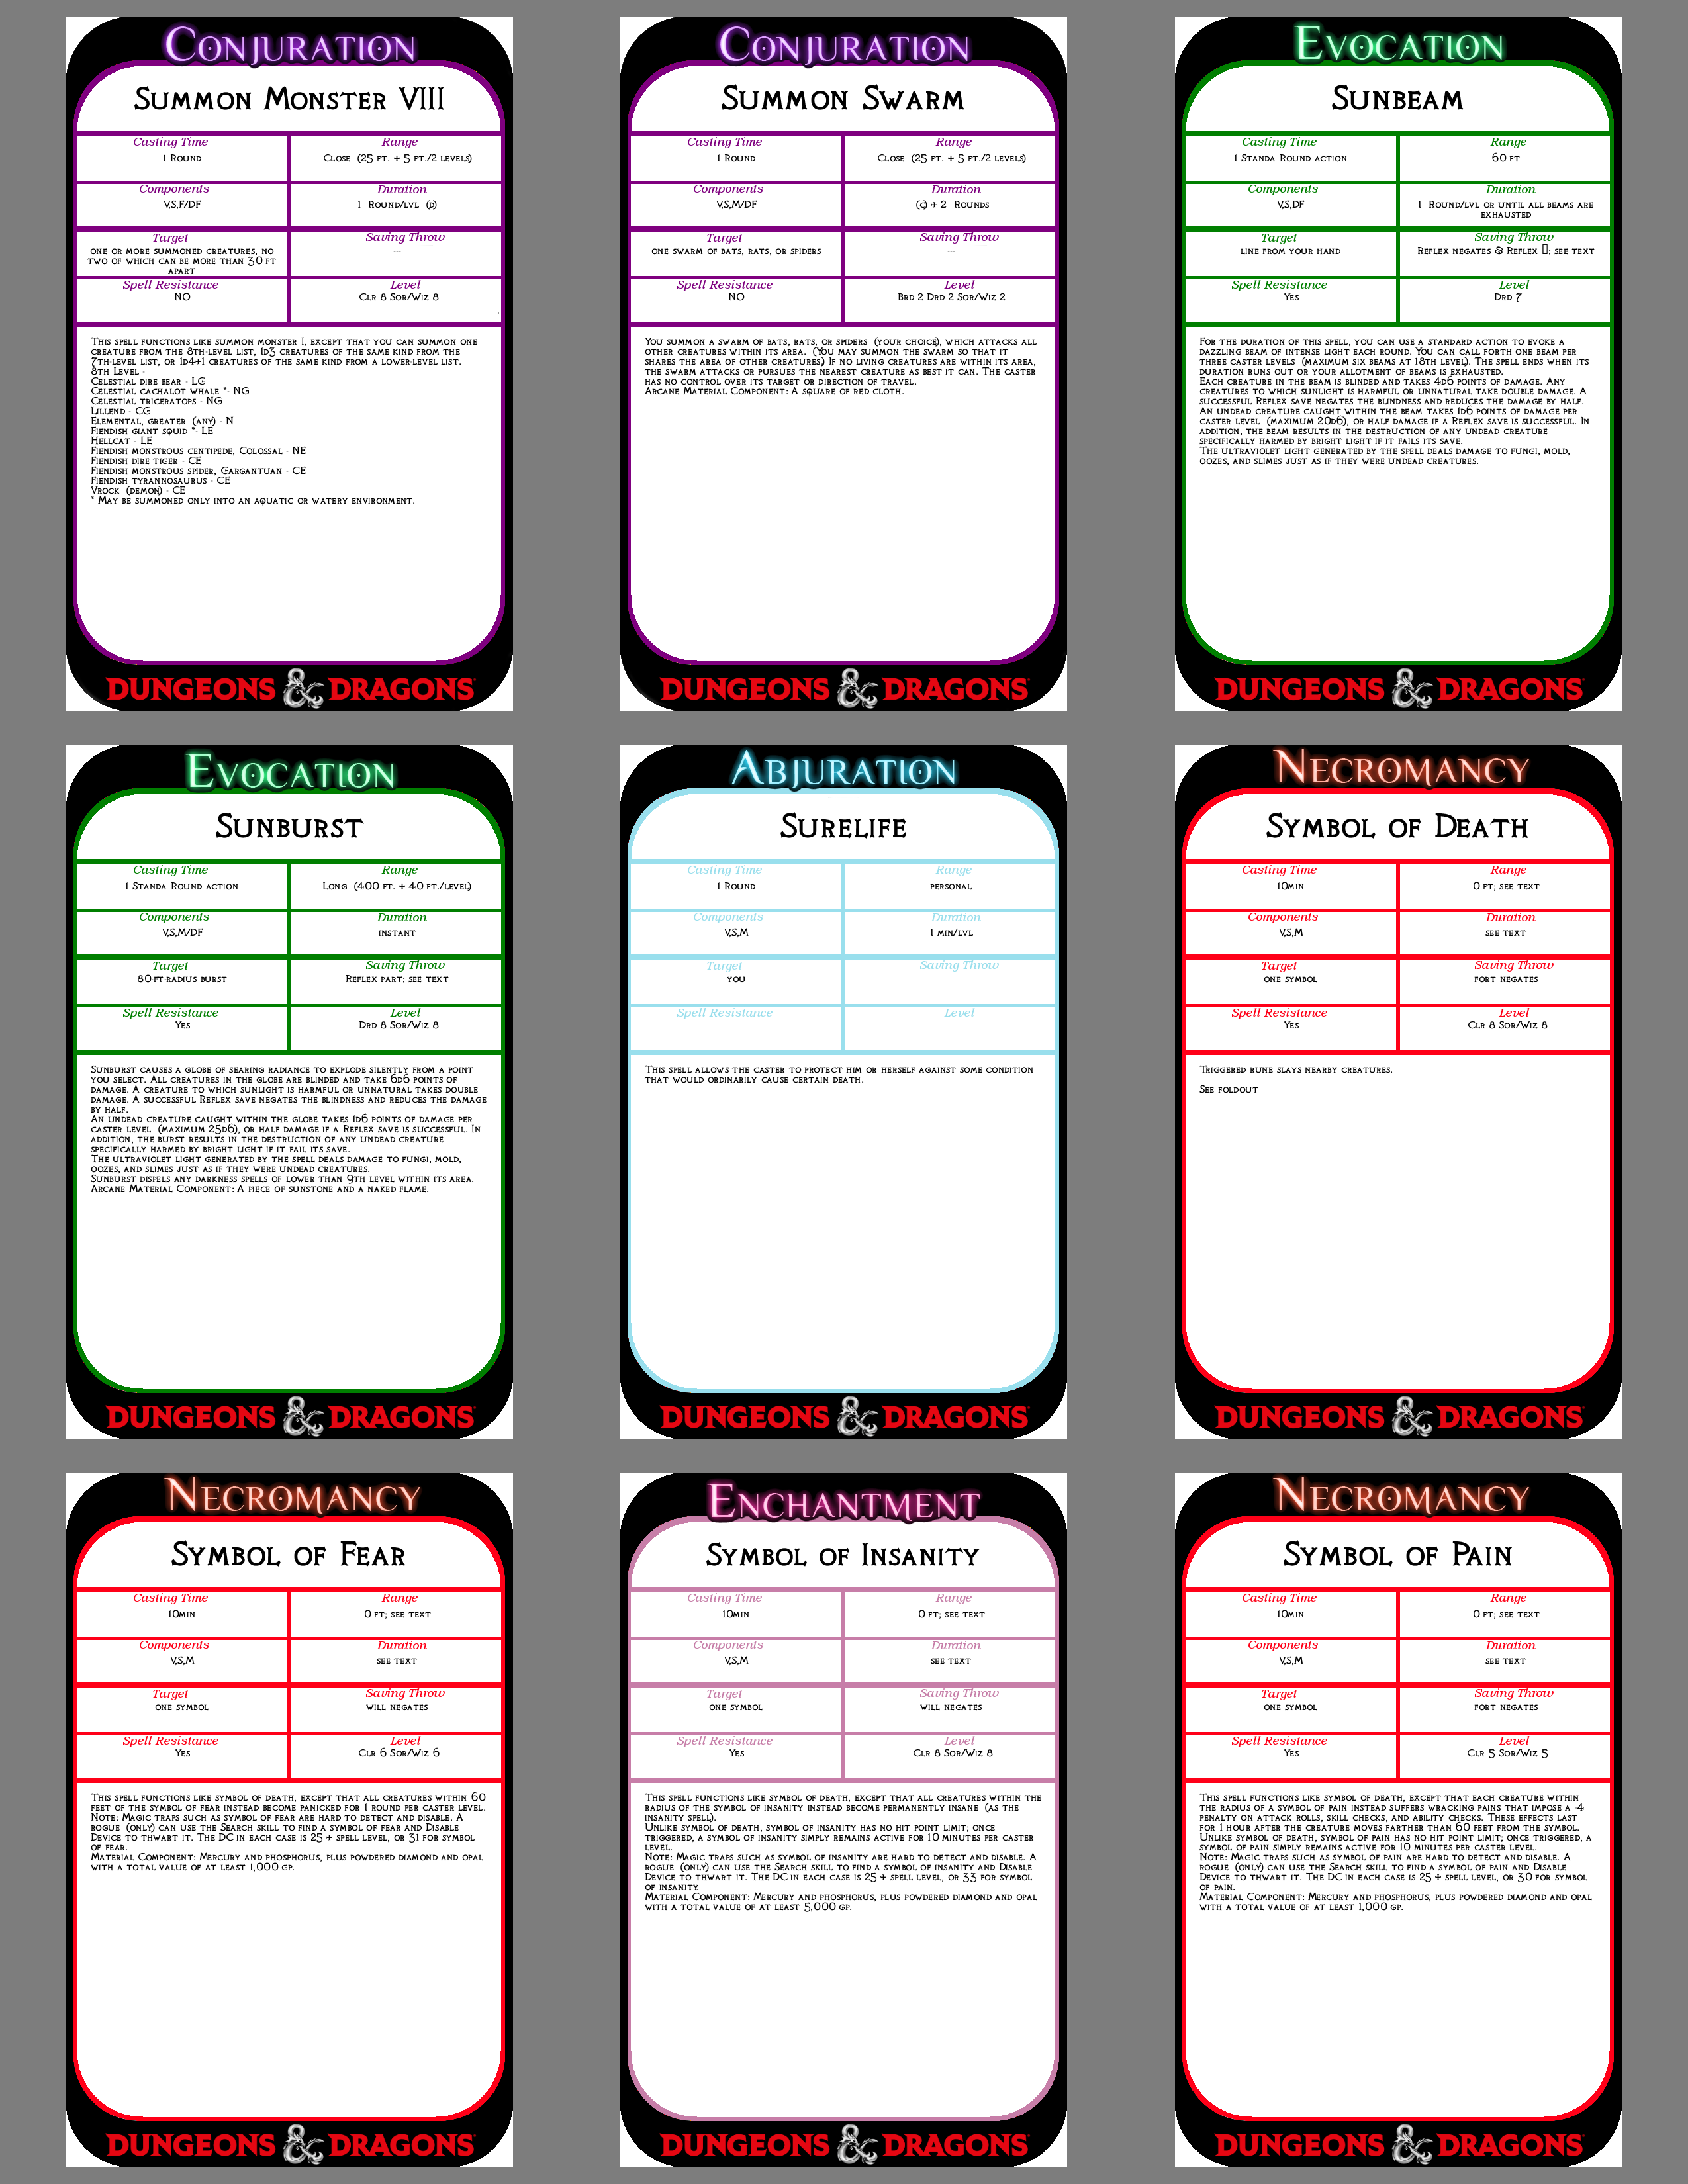 Conjuration
Summon Monster VIII
Casting Time
Range
1 Round
Close (25 ft. + 5 ft./2 levels)
Components
Duration
V,S,F/DF
1 Round/lvl (D)
Target
Saving Throw
one or more summoned creatures, no
two of which can be more than 30 ft
apart
---
Spell Resistance
Level
NO
Clr 8 Sor/Wiz 8
This spell functions like summon monster I, except that you can summon one
creature from the 8th-level list, 1d3 creatures of the same kind from the
7th-level list, or 1d4+1 creatures of the same kind from a lower-level list.
8th Level -
Celestial dire bear - LG
Celestial cachalot whale *- NG
Celestial triceratops - NG
Lillend - CG
Elemental, greater (any) - N
Fiendish giant squid *- LE
Hellcat - LE
Fiendish monstrous centipede, Colossal - NE
Fiendish dire tiger - CE
Fiendish monstrous spider, Gargantuan - CE
Fiendish tyrannosaurus - CE
Vrock (demon) - CE
* May be summoned only into an aquatic or watery environment.
DUNGEONS & DRAGONS
Conjuration
Summon Swarm
Casting Time
Range
1 Round
Close (25 ft. + 5 ft./2 levels)
Components
Duration
V,S,M/DF
(C) + 2 Rounds
Target
Saving Throw
one swarm of bats, rats, or spiders
---
Spell Resistance
Level
NO
Brd 2 Drd 2 Sor/Wiz 2
You summon a swarm of bats, rats, or spiders (your choice), which attacks all
other creatures within its area. (You may summon the swarm so that it
shares the area of other creatures.) If no living creatures are within its area,
the swarm attacks or pursues the nearest creature as best it can. The caster
has no control over its target or direction of travel.
Arcane Material Component: A square of red cloth.
DUNGEONS & DRAGONS
Evocation
Sunbeam
Casting Time
Range
1 Standa Round action
60 ft
Components
Duration
V,S,DF
1 Round/lvl or until all beams are
exhausted
Target
Saving Throw
line from your hand
Reflex negates & Reflex ▯; see text
Spell Resistance
Level
Yes
Drd 7
For the duration of this spell, you can use a standard action to evoke a
dazzling beam of intense light each round. You can call forth one beam per
three caster levels (maximum six beams at 18th level). The spell ends when its
duration runs out or your allotment of beams is exhausted.
Each creature in the beam is blinded and takes 4d6 points of damage. Any
creatures to which sunlight is harmful or unnatural take double damage. A
successful Reflex save negates the blindness and reduces the damage by half.
An undead creature caught within the beam takes 1d6 points of damage per
caster level (maximum 20d6), or half damage if a Reflex save is successful. In
addition, the beam results in the destruction of any undead creature
specifically harmed by bright light if it fails its save.
The ultraviolet light generated by the spell deals damage to fungi, mold,
oozes, and slimes just as if they were undead creatures.
DUNGEONS & DRAGONS
Evocation
Sunburst
Casting Time
Range
1 Standa Round action
Long (400 ft. + 40 ft./level)
Components
Duration
V,S,M/DF
instant
Target
Saving Throw
80-ft-radius burst
Reflex part; see text
Spell Resistance
Level
Yes
Drd 8 Sor/Wiz 8
Sunburst causes a globe of searing radiance to explode silently from a point
you select. All creatures in the globe are blinded and take 6d6 points of
damage. A creature to which sunlight is harmful or unnatural takes double
damage. A successful Reflex save negates the blindness and reduces the damage
by half.
An undead creature caught within the globe takes 1d6 points of damage per
caster level (maximum 25d6), or half damage if a Reflex save is successful. In
addition, the burst results in the destruction of any undead creature
specifically harmed by bright light if it fail its save.
The ultraviolet light generated by the spell deals damage to fungi, mold,
oozes, and slimes just as if they were undead creatures.
Sunburst dispels any darkness spells of lower than 9th level within its area.
Arcane Material Component: A piece of sunstone and a naked flame.
DUNGEONS & DRAGONS
Abjuration
Surelife
Casting Time
Range
1 Round
personal
Components
Duration
V,S,M
1 min/lvl
Target
Saving Throw
you
Spell Resistance
Level
This spell allows the caster to protect him or herself against some condition
that would ordinarily cause certain death.
DUNGEONS & DRAGONS
Necromancy
Symbol of Death
Casting Time
Range
10min
0 ft; see text
Components
Duration
V,S,M
see text
Target
Saving Throw
one symbol
fort negates
Spell Resistance
Level
Yes
Clr 8 Sor/Wiz 8
Triggered rune slays nearby creatures.
See foldout
DUNGEONS & DRAGONS
Necromancy
Symbol of Fear
Casting Time
Range
10min
0 ft; see text
Components
Duration
V,S,M
see text
Target
Saving Throw
one symbol
will negates
Spell Resistance
Level
Yes
Clr 6 Sor/Wiz 6
This spell functions like symbol of death, except that all creatures within 60
feet of the symbol of fear instead become panicked for 1 round per caster level.
Note: Magic traps such as symbol of fear are hard to detect and disable. A
rogue (only) can use the Search skill to find a symbol of fear and Disable
Device to thwart it. The DC in each case is 25 + spell level, or 31 for symbol
of fear.
Material Component: Mercury and phosphorus, plus powdered diamond and opal
with a total value of at least 1,000 gp.
DUNGEONS & DRAGONS
Enchantment
Symbol of Insanity
Casting Time
Range
10min
0 ft; see text
Components
Duration
V,S,M
see text
Target
Saving Throw
one symbol
will negates
Spell Resistance
Level
Yes
Clr 8 Sor/Wiz 8
This spell functions like symbol of death, except that all creatures within the
radius of the symbol of insanity instead become permanently insane (as the
insanity spell).
Unlike symbol of death, symbol of insanity has no hit point limit; once
triggered, a symbol of insanity simply remains active for 10 minutes per caster
level.
Note: Magic traps such as symbol of insanity are hard to detect and disable. A
rogue (only) can use the Search skill to find a symbol of insanity and Disable
Device to thwart it. The DC in each case is 25 + spell level, or 33 for symbol
of insanity.
Material Component: Mercury and phosphorus, plus powdered diamond and opal
with a total value of at least 5,000 gp.
DUNGEONS & DRAGONS
Necromancy
Symbol of Pain
Casting Time
Range
10min
0 ft; see text
Components
Duration
V,S,M
see text
Target
Saving Throw
one symbol
fort negates
Spell Resistance
Level
Yes
Clr 5 Sor/Wiz 5
This spell functions like symbol of death, except that each creature within
the radius of a symbol of pain instead suffers wracking pains that impose a -4
penalty on attack rolls, skill checks, and ability checks. These effects last
for 1 hour after the creature moves farther than 60 feet from the symbol.
Unlike symbol of death, symbol of pain has no hit point limit; once triggered, a
symbol of pain simply remains active for 10 minutes per caster level.
Note: Magic traps such as symbol of pain are hard to detect and disable. A
rogue (only) can use the Search skill to find a symbol of pain and Disable
Device to thwart it. The DC in each case is 25 + spell level, or 30 for symbol
of pain.
Material Component: Mercury and phosphorus, plus powdered diamond and opal
with a total value of at least 1,000 gp.
DUNGEONS & DRAGONS